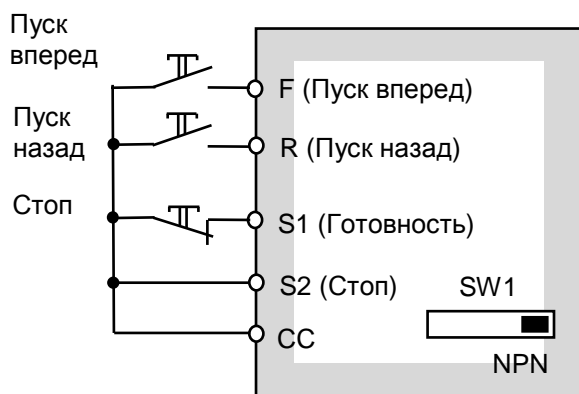 Пуск
вперед
F (Пуск вперед)
Пуск
назад
R (Пуск назад)
Стоп
S1 (Готовность)
S2 (Стоп)
SW1
CC
NPN